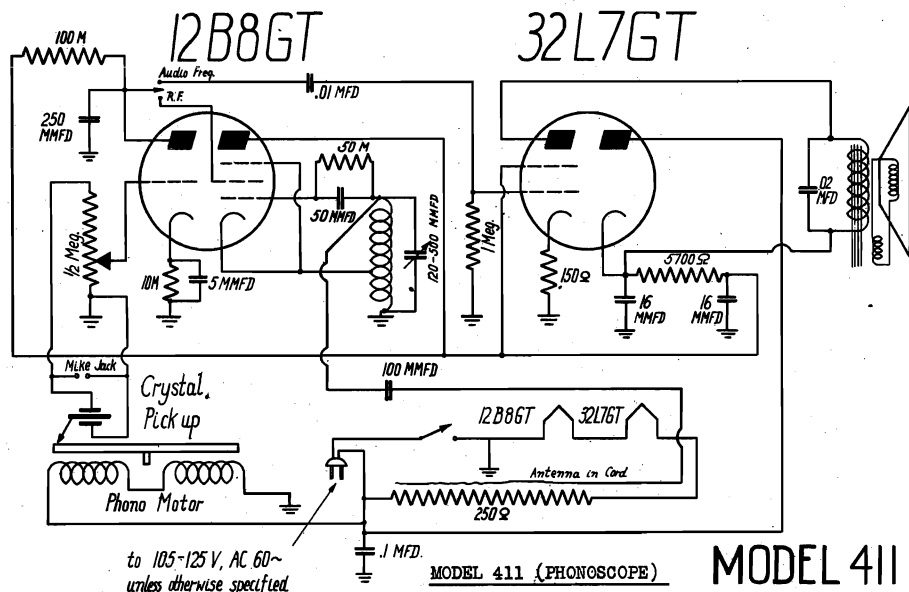 12B8GT
32L7GT
100 M
Audio Freq.
R.F.
.01 MFD
250
MMFD
.50 M
50 MMFD
120-500 MMFD
1 Meg.
.02
MFD
½ Meg.
10M
5 MMFD
150Ω
5700 Ω
16
MMFD
16
MMFD
Mike Jack
Crystal
Pick up
100 MMFD
12B8GT
32L7GT
Antenna in Cord
250 Ω
Phono Motor
.1 MFD.
to 105-125 V, AC 60~
unless otherwise specified
MODEL 411 (PHONOSCOPE)
MODEL 411